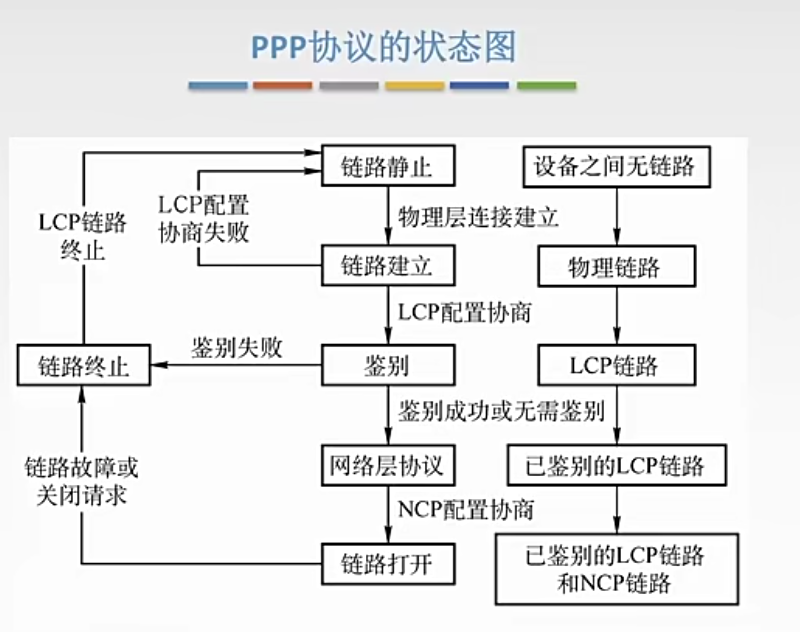 PPP协议的状态图
链路静止
设备之间无链路
LCP配置
协商失败
LCP链路
终止
物理层连接建立
链路建立
物理链路
LCP配置协商
鉴别失败
链路终止
鉴别
LCP链路
鉴别成功或无需鉴别
网络层协议
已鉴别的LCP链路
链路故障或
关闭请求
NCP配置协商
链路打开
已鉴别的LCP链路
和NCP链路